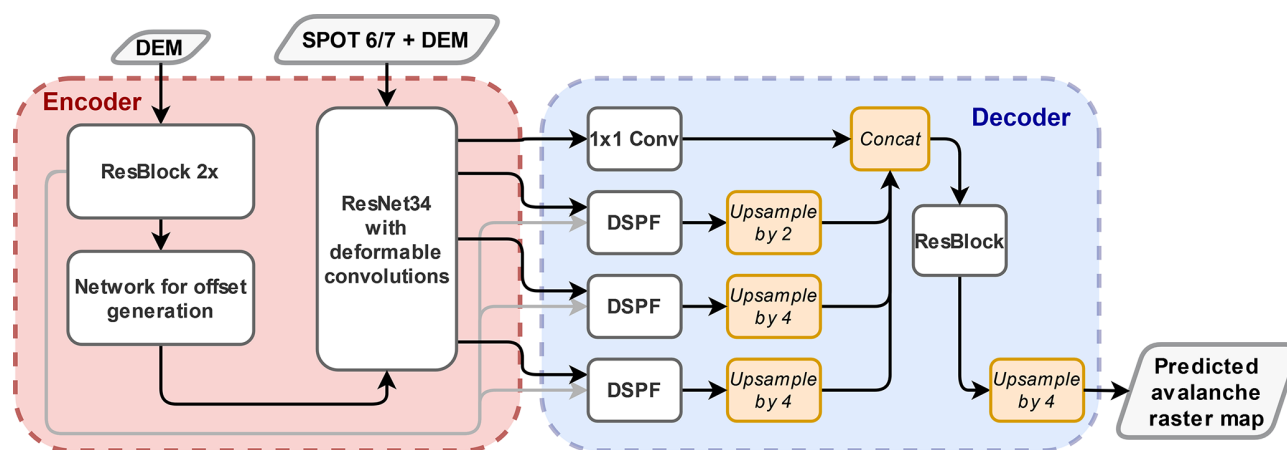 DEM
SPOT 6/7 + DEM
Encoder
ResBlock 2x
Network for offset
generation
ResNet34
with
deformable
convolutions
Decoder
1x1 Conv
Concat
DSPF
Upsample
by 2
ResBlock
DSPF
Upsample
by 4
DSPF
Upsample
by 4
Upsample
by 4
Predicted
avalanche
raster map